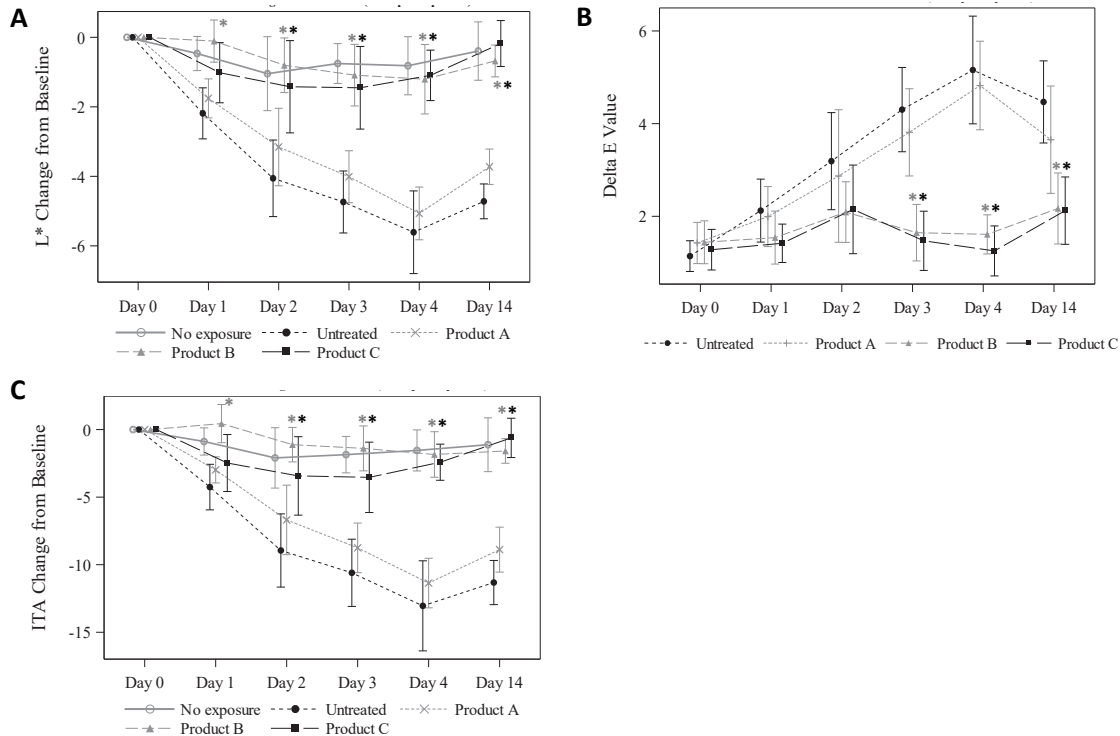 A
L* Change from Baseline
0
-2
-4
-6
* ** ** ** **
Day 0 Day 1 Day 2 Day 3 Day 4 Day 14
No exposure Untreated Product A
Product B Product C
B
Delta E Value
6
4
2
** ** **
Day 0 Day 1 Day 2 Day 3 Day 4 Day 14
Untreated Product A Product B Product C
C
ITA Change from Baseline
0
-5
-10
-15
* ** ** ** **
Day 0 Day 1 Day 2 Day 3 Day 4 Day 14
No exposure Untreated Product A
Product B Product C